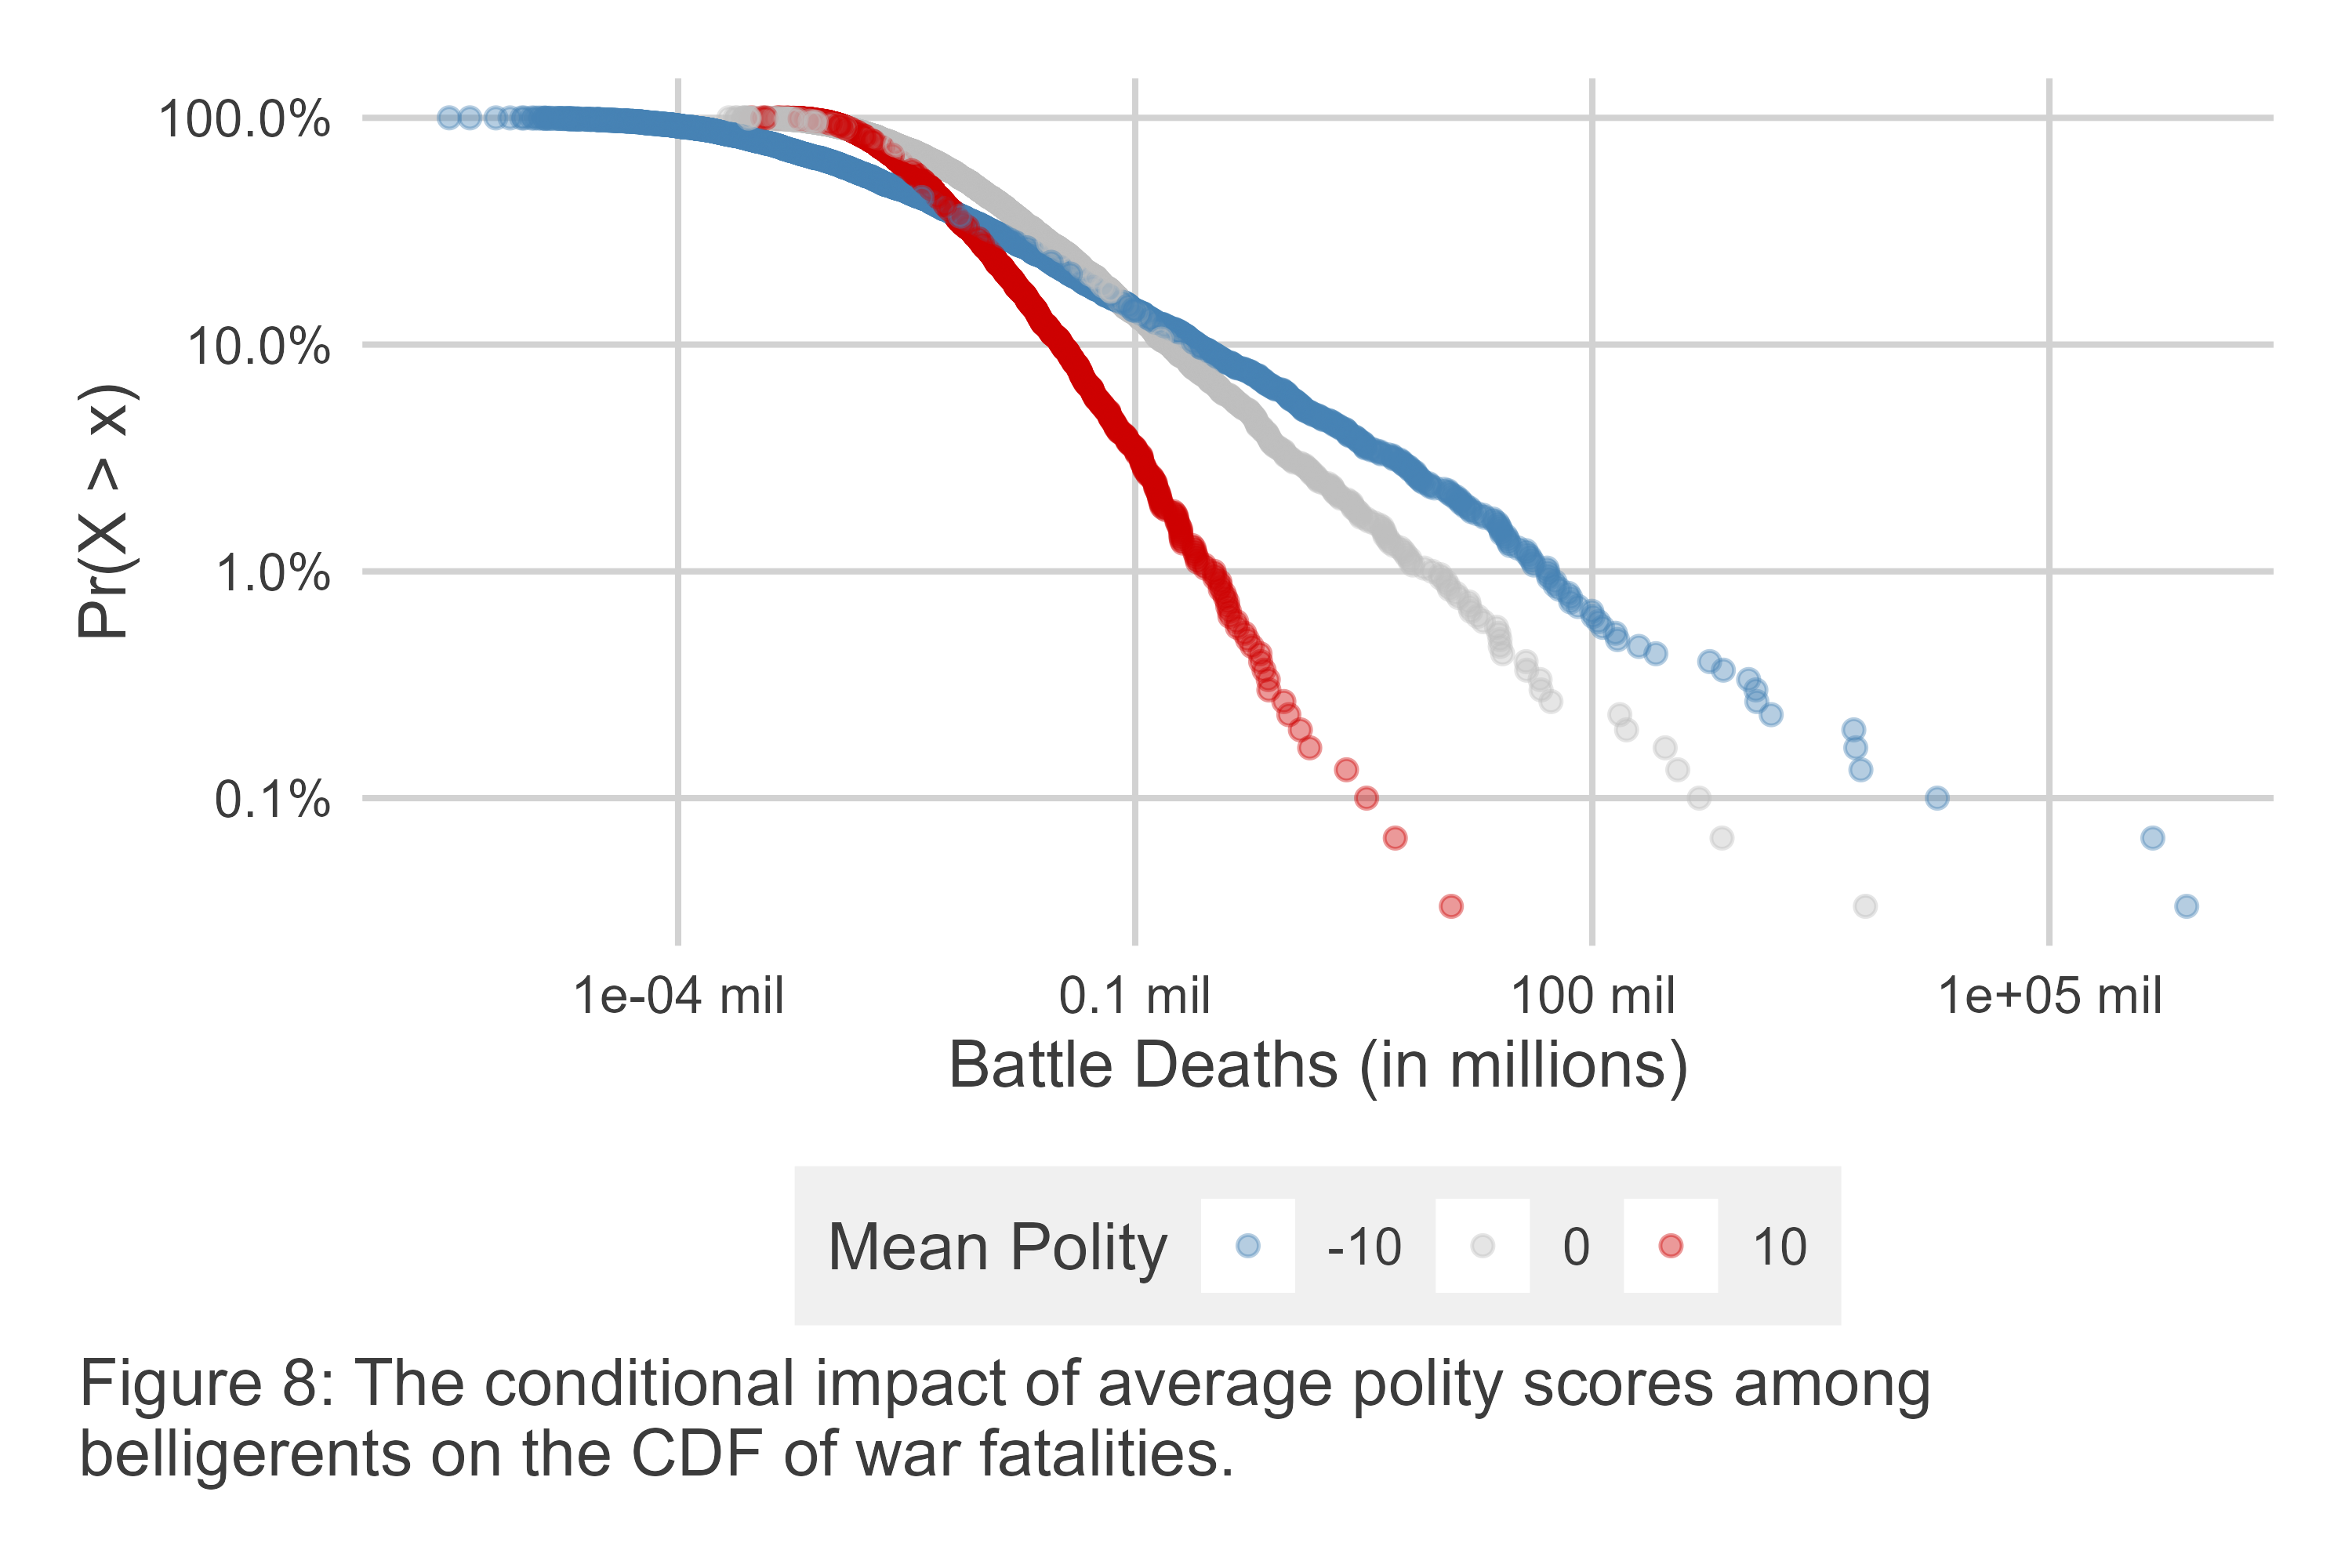 100.0%
10.0%
1.0%
0.1%
Pr(X > x)
1e-04 mil
0.1 mil
100 mil
1e+05 mil
Battle Deaths (in millions)
Mean Polity -10 0 10
Figure 8: The conditional impact of average polity scores among
belligerents on the CDF of war fatalities.